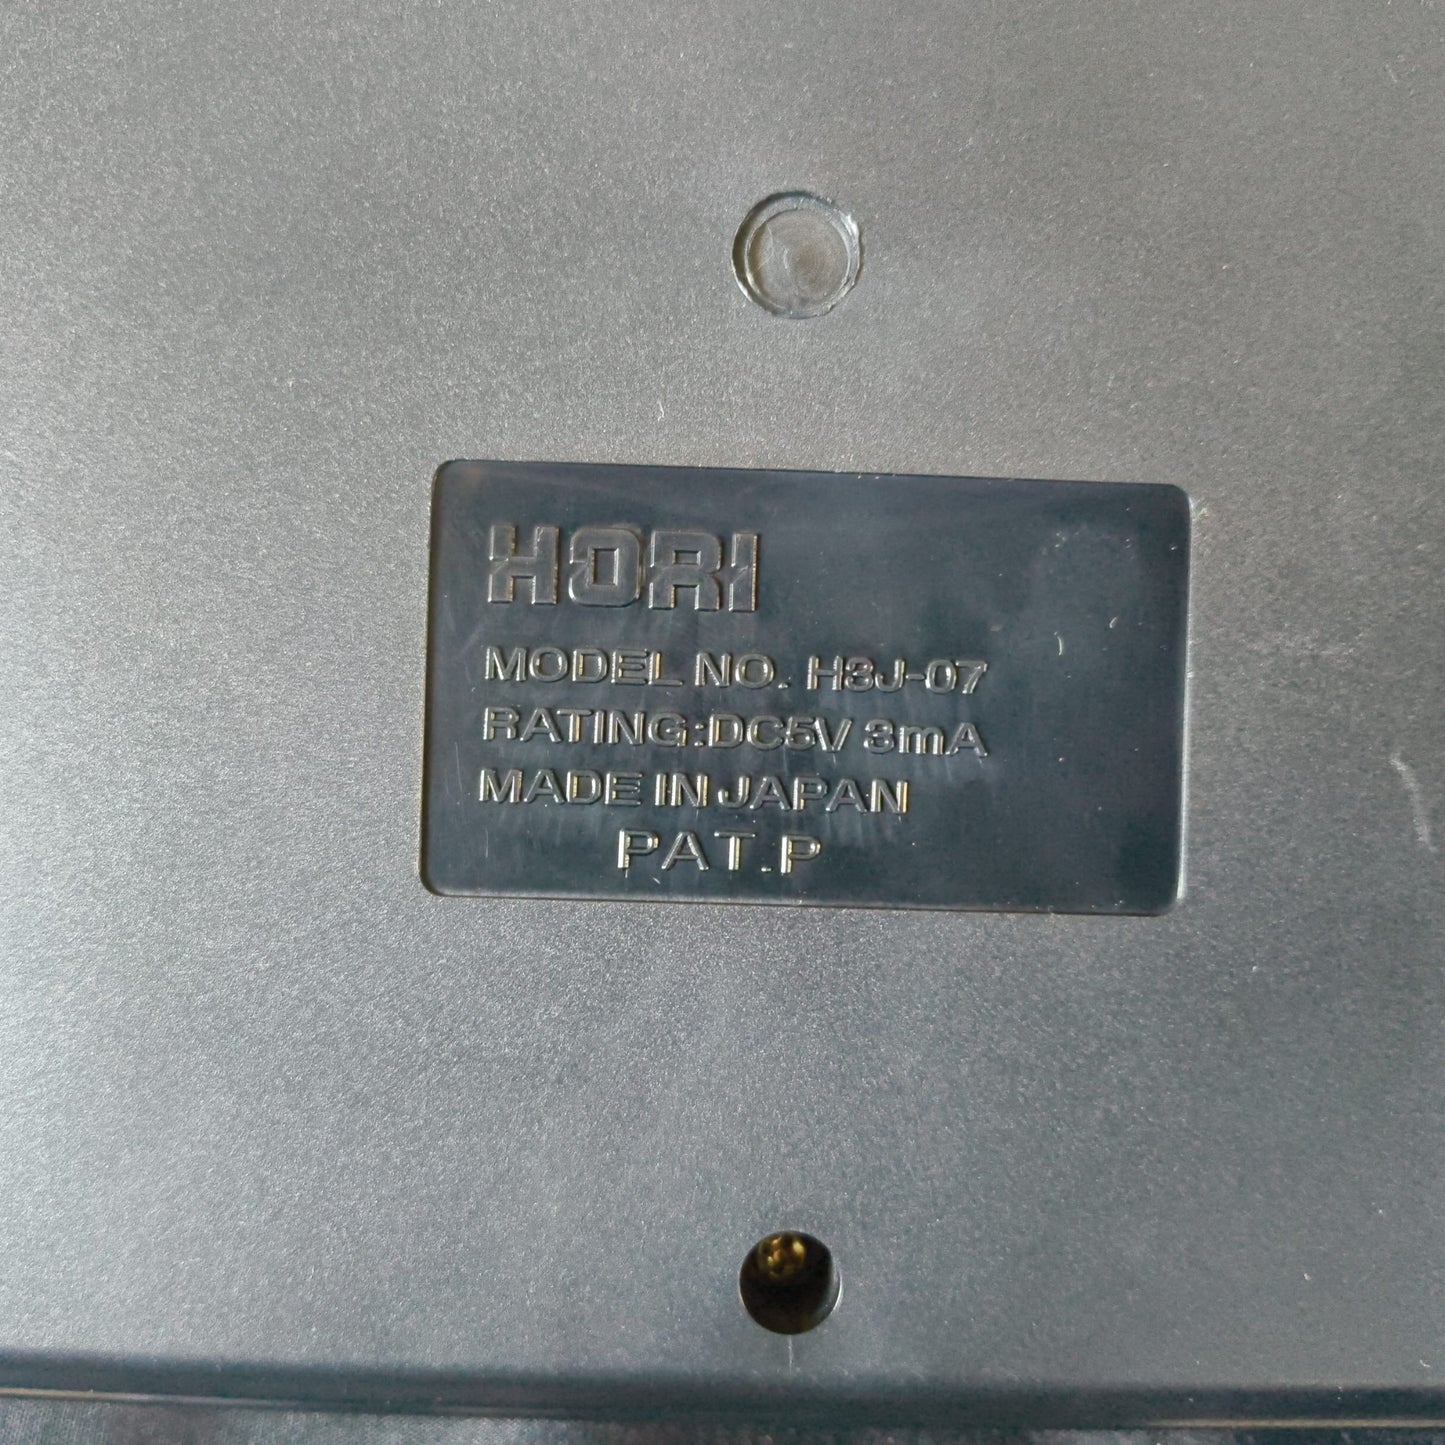 HORI
MODEL NO. H3J-07
RATING:DC5V 3mA
MADE IN JAPAN
PAT.P